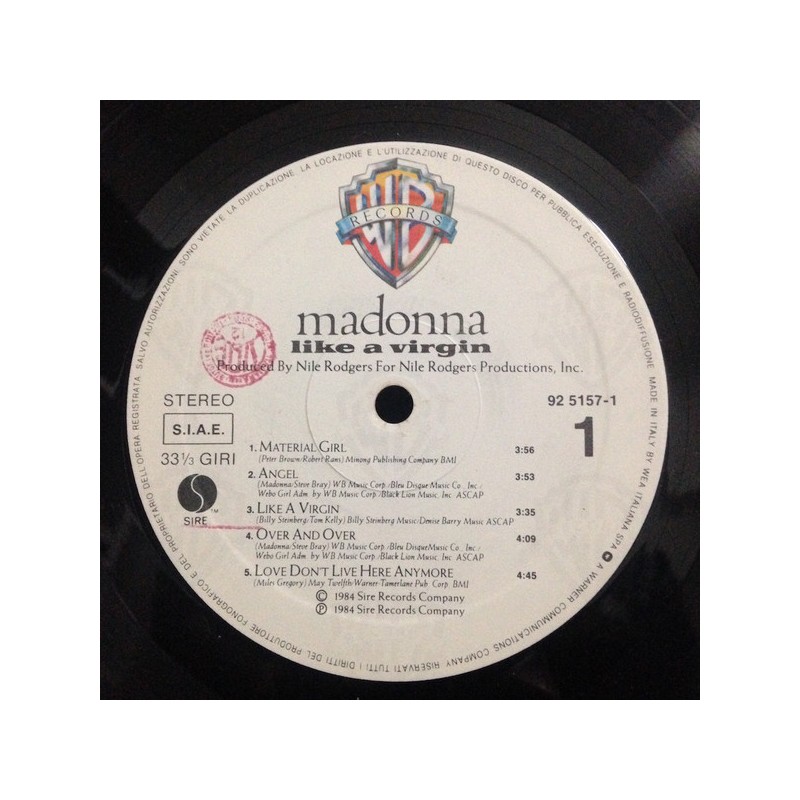 SONO VIETATE LA DUPLICAZIONE, LA LOCAZIONE E L'UTILIZZAZIONE DI QUESTO DISCO PER PUBBLICA ESECUZIONE E RADIODIFFUSIONE MADE IN ITALY BY WEA ITALIANA SPA A WARNER COMMUNICATIONS COMPANY RISERVATI TUTTI I DIRITTI DEL PRODUTTORE FONOGRAFICO E DEL PROPRIETARIO DELL'OPERA REGISTRATA. SALVO AUTORIZZAZIONI,
WB
RECORDS
madonna
like a virgin
Produced By Nile Rodgers For Nile Rodgers Productions, Inc.
STEREO
92 5157-1
S.I.A.E.
1
33⅓ GIRI
1. MATERIAL GIRL 3:56
(Peter Brown/Robert Rans) Minong Publishing Company BMI
2. ANGEL 3:53
(Madonna/Steve Bray) WB Music Corp./Bleu Disque Music Co., Inc./
Webo Girl Adm. by WB Music Corp./Black Lion Music, Inc. ASCAP
S
SIRE™
3. LIKE A VIRGIN 3:35
(Billy Steinberg/Tom Kelly) Billy Steinberg Music/Denise Barry Music ASCAP
4. OVER AND OVER 4:09
(Madonna/Steve Bray) WB Music Corp./Bleu DisqueMusic Co., Inc/
Webo Girl Adm. by WB Music Corp./Black Lion Music, Inc. ASCAP
5. LOVE DON'T LIVE HERE ANYMORE 4:45
(Miles Gregory) May Twelfth/Warner-Tamerlane Pub. Corp. BMI
© 1984 Sire Records Company
℗ 1984 Sire Records Company